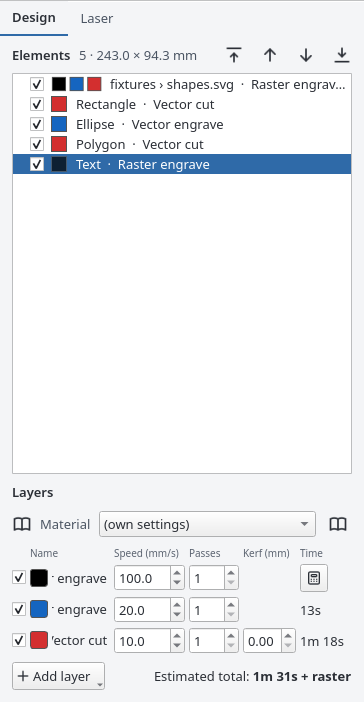 Design Laser
Elements 5 · 243.0 × 94.3 mm
fixtures › shapes.svg · Raster engrav...
Rectangle · Vector cut
Ellipse · Vector engrave
Polygon · Vector cut
Text · Raster engrave
Layers
Material (own settings)
Name Speed (mm/s) Passes Kerf (mm) Time
· engrave 100.0 1
· engrave 20.0 1 13s
ector cut 10.0 1 0.00 1m 18s
+ Add layer Estimated total: 1m 31s + raster